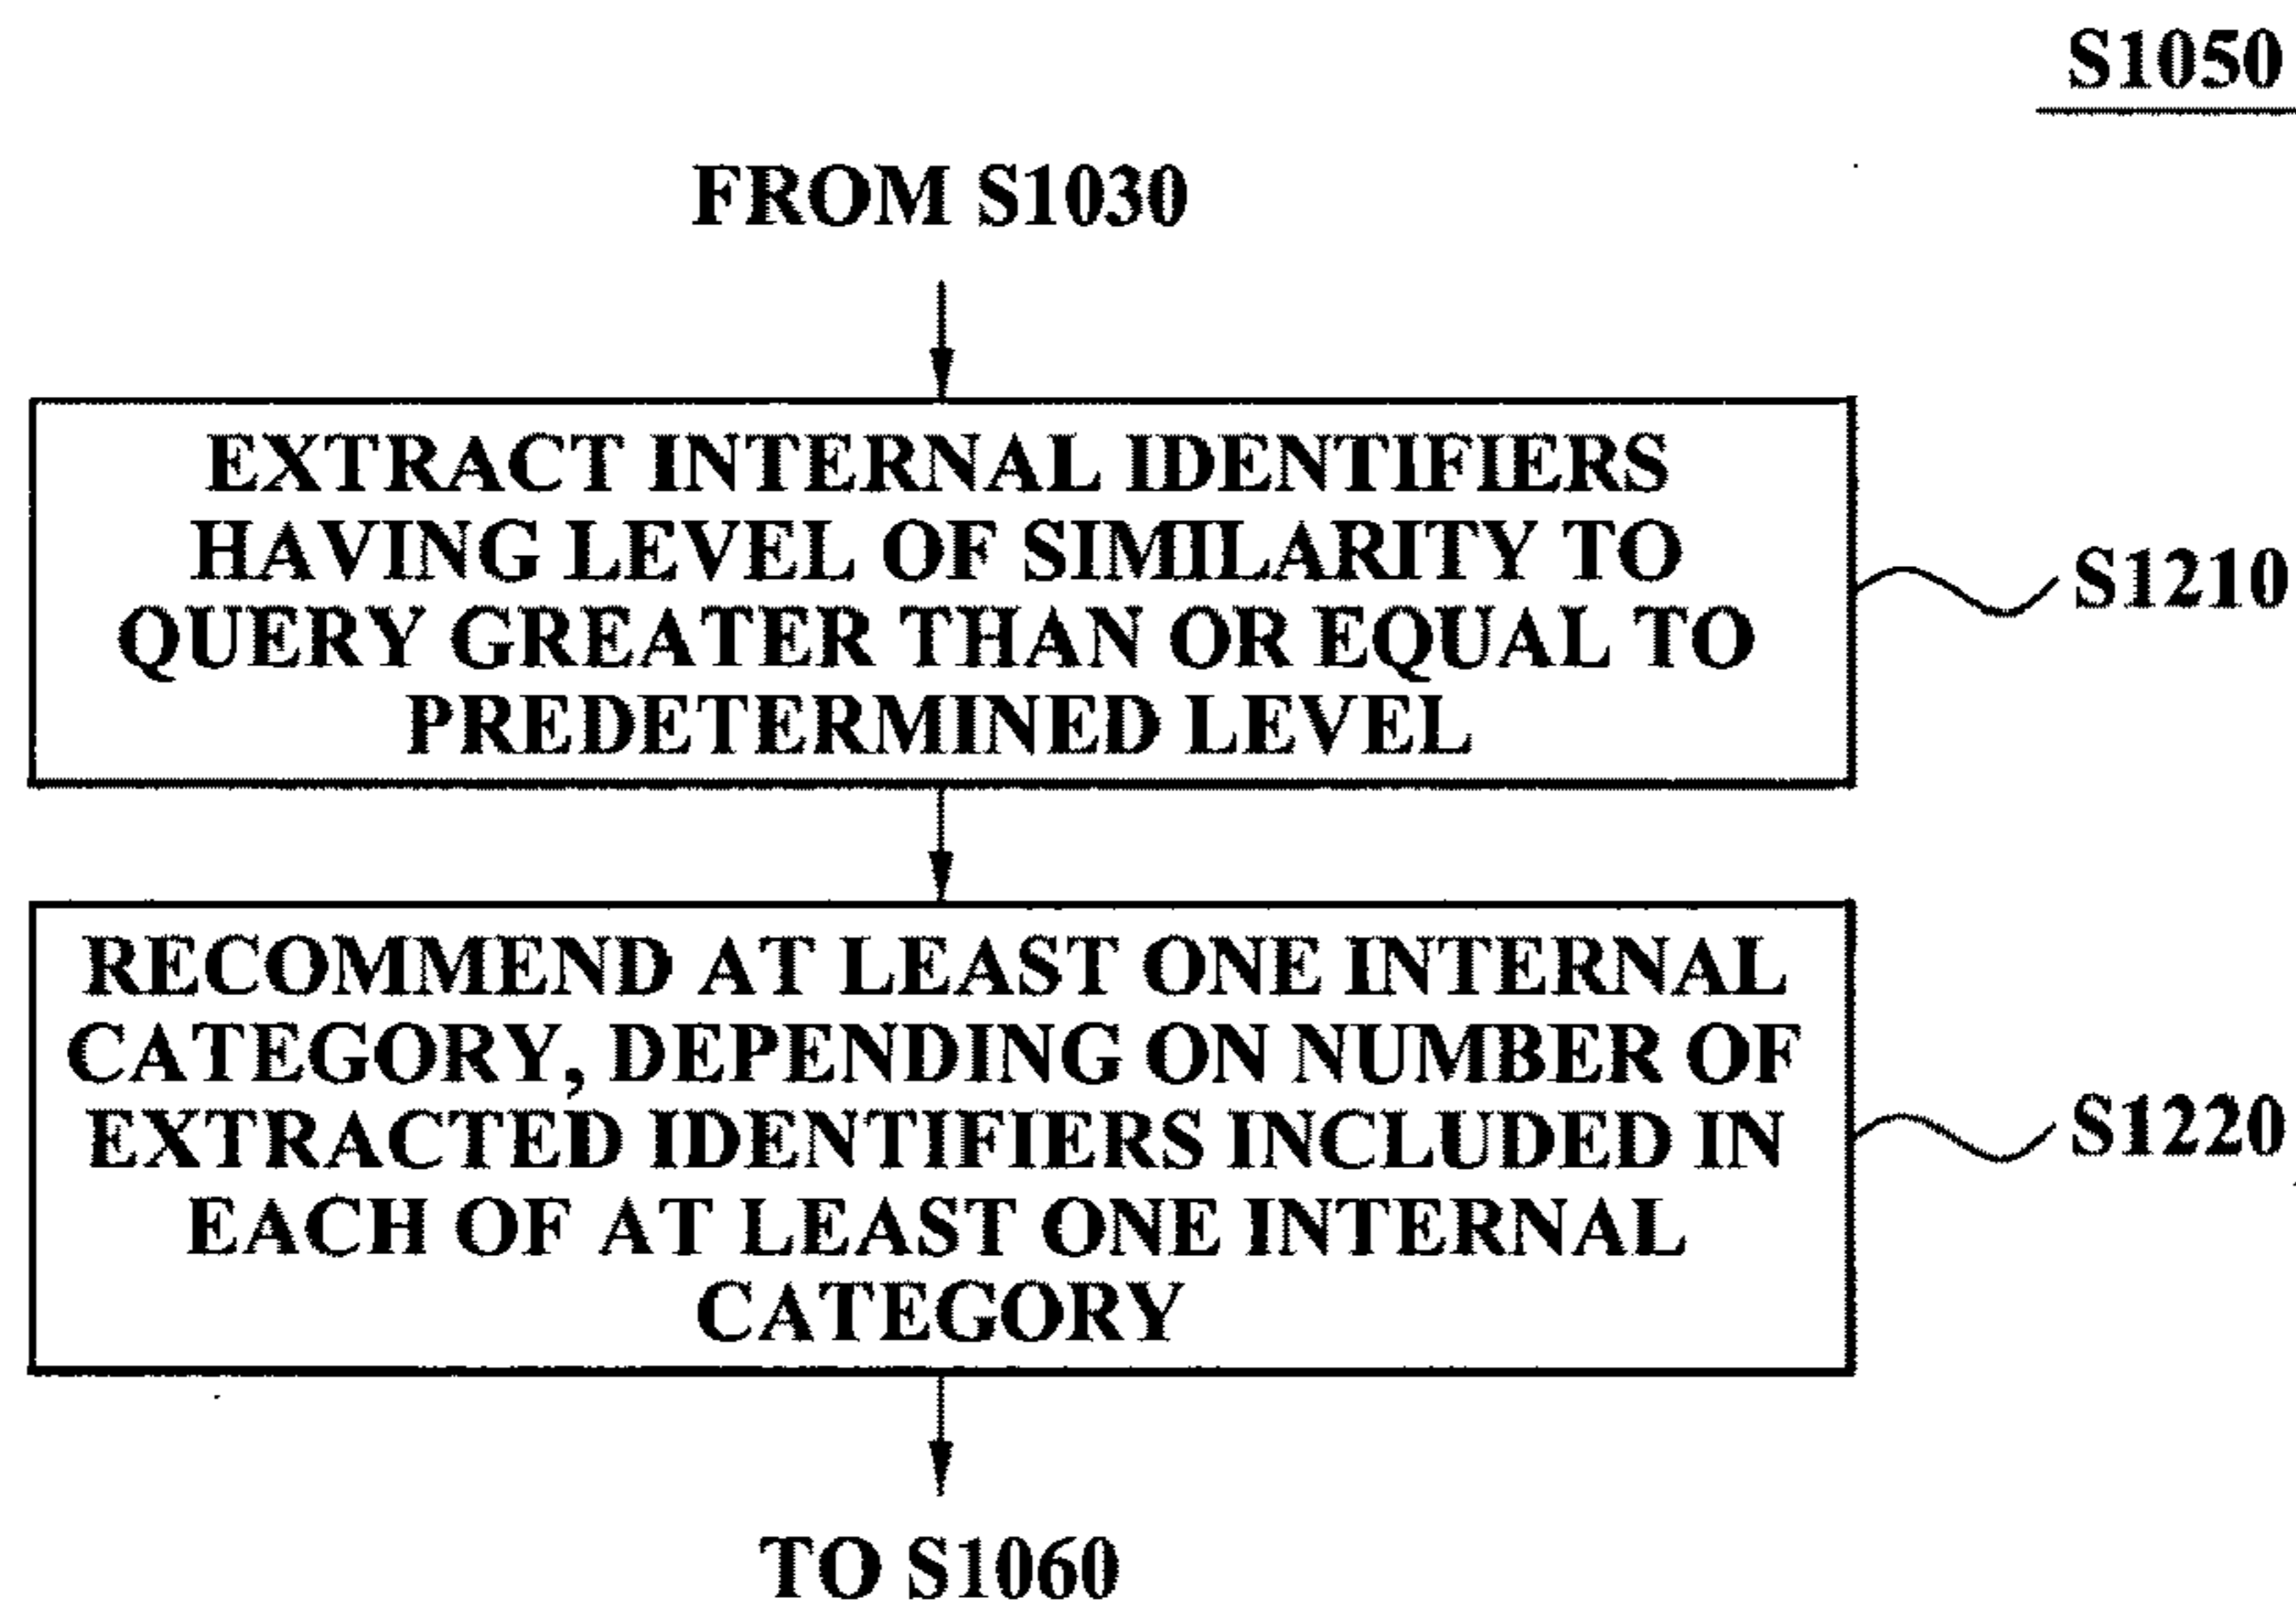 S1050
FROM S1030
EXTRACT INTERNAL IDENTIFIERS
HAVING LEVEL OF SIMILARITY TO
QUERY GREATER THAN OR EQUAL TO
PREDETERMINED LEVEL
S1210
RECOMMEND AT LEAST ONE INTERNAL
CATEGORY, DEPENDING ON NUMBER OF
EXTRACTED IDENTIFIERS INCLUDED IN
EACH OF AT LEAST ONE INTERNAL
CATEGORY
S1220
TO S1060